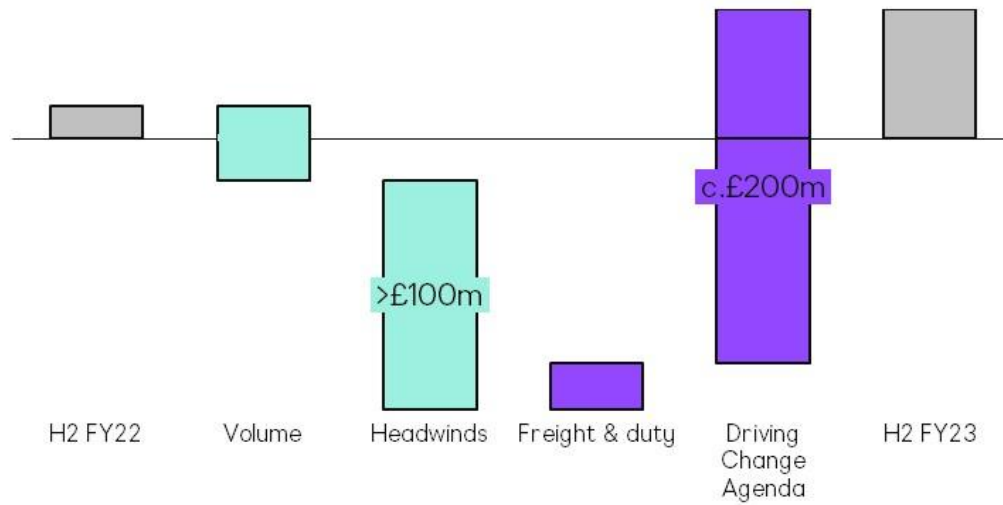 c.£200m
>£100m
H2 FY22
Volume
Headwinds
Freight & duty
Driving
Change
Agenda
H2 FY23